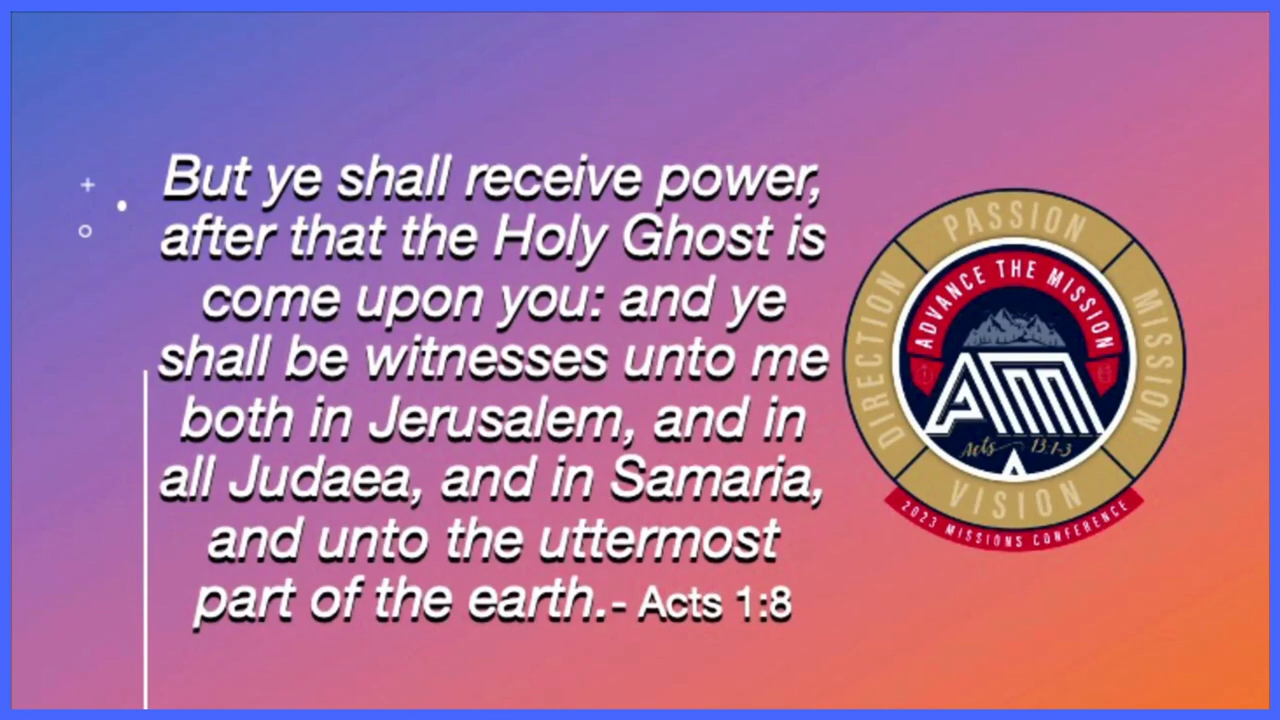 But ye shall receive power,
after that the Holy Ghost is
come upon you: and ye
shall be witnesses unto me
both in Jerusalem, and in
all Judaea, and in Samaria,
and unto the uttermost
part of the earth.- Acts 1:8
PASSION
DIRECTION
MISSION
ADVANCE THE MISSION
ATM
Acts 13:1-3
VISION
2023 MISSIONS CONFERENCE